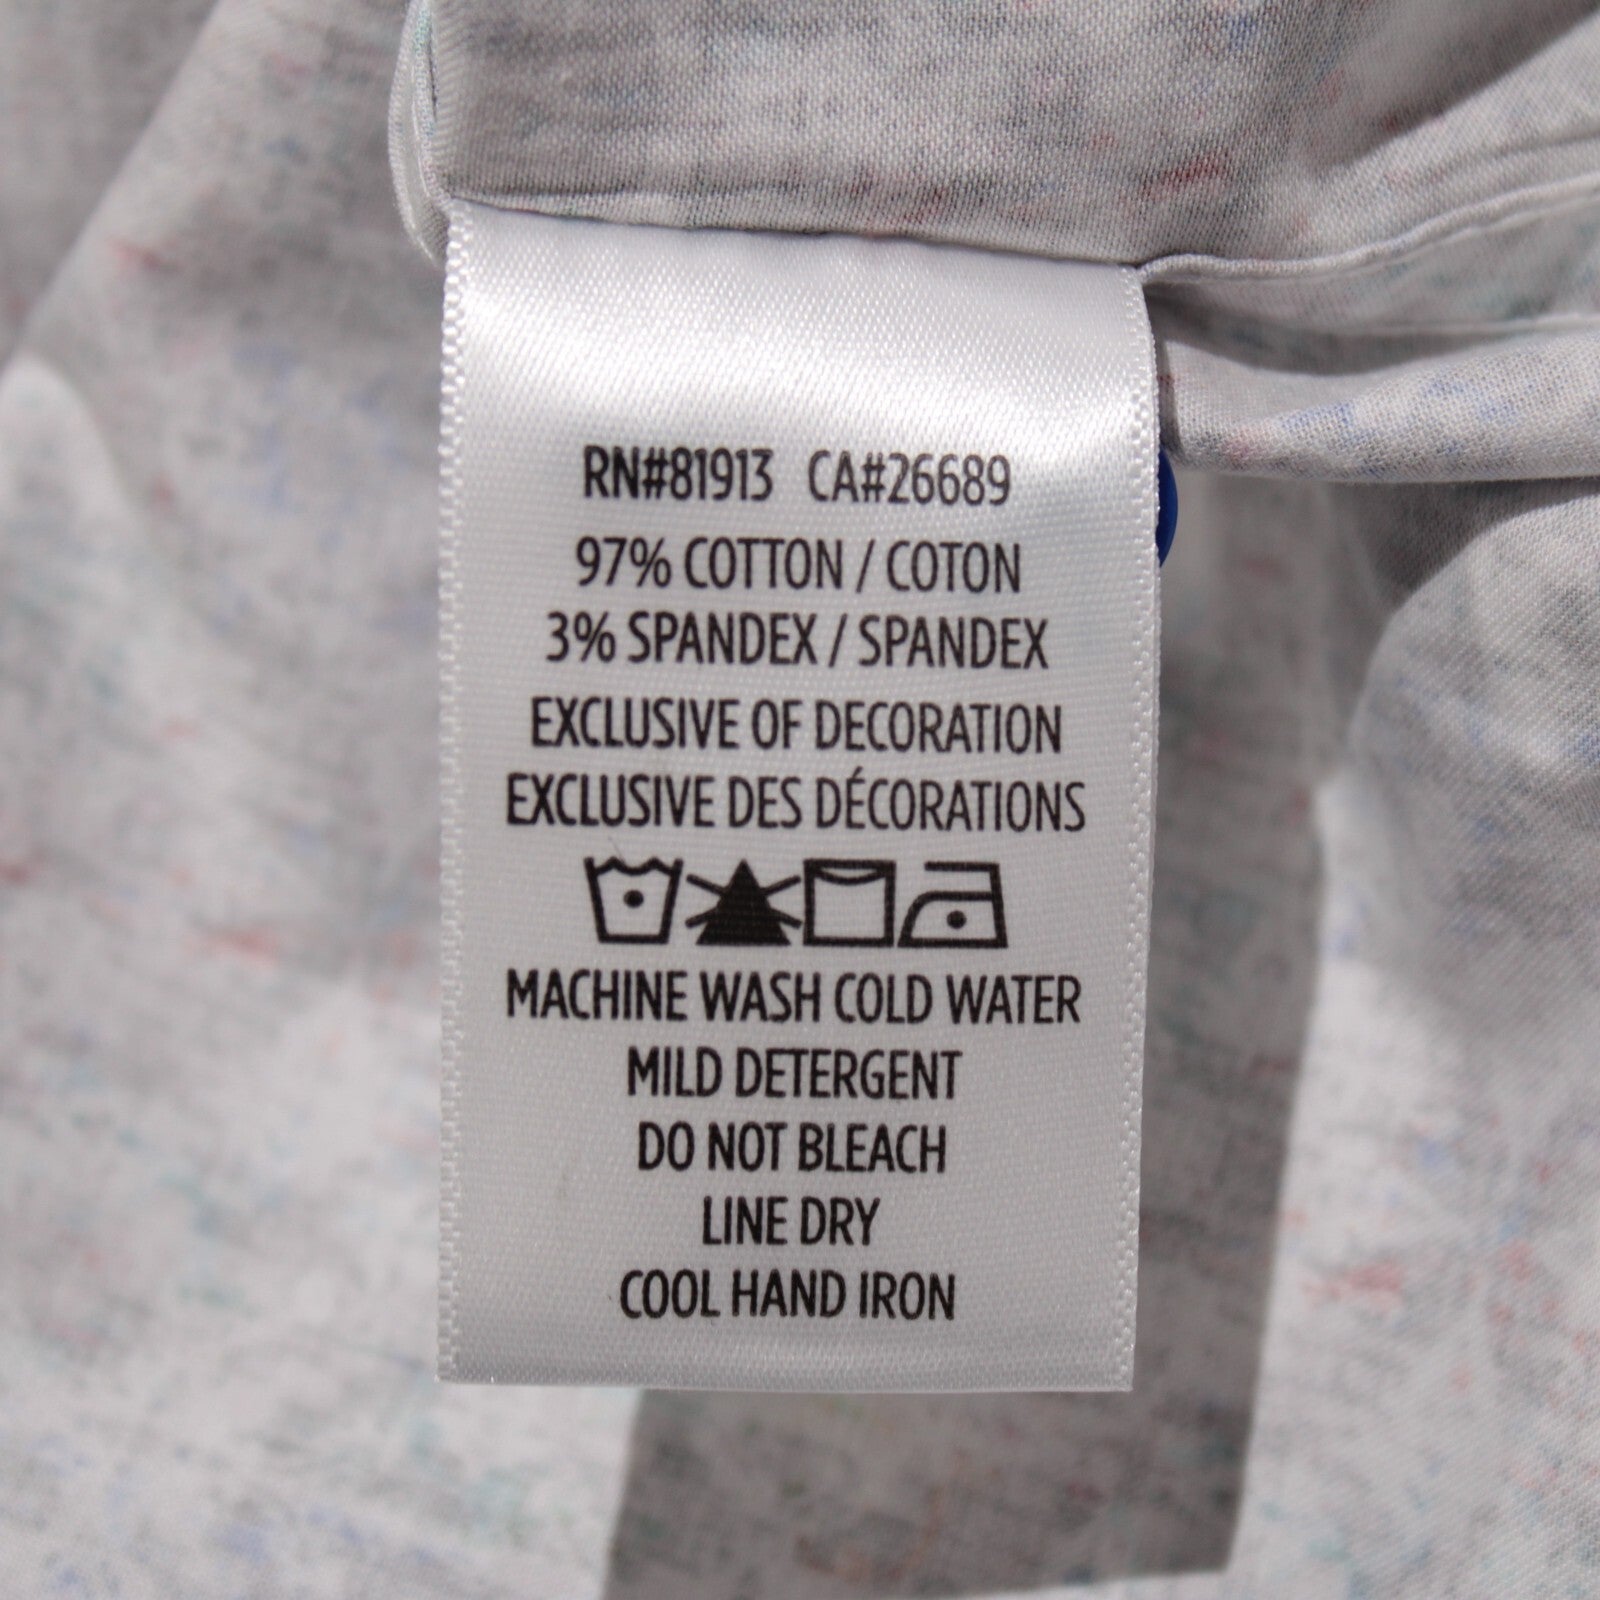 RN#81913 CA#26689
97% COTTON / COTON
3% SPANDEX / SPANDEX
EXCLUSIVE OF DECORATION
EXCLUSIVE DES DÉCORATIONS
MACHINE WASH COLD WATER
MILD DETERGENT
DO NOT BLEACH
LINE DRY
COOL HAND IRON